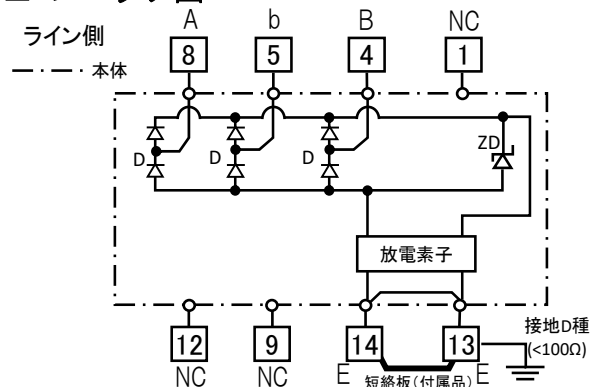 A b B NC
ライン側
8 5 4 1
本体
D D D ZD
放電素子
12 9 14 13
接地D種
(<100Ω)
NC NC E 短絡板(付属品) E